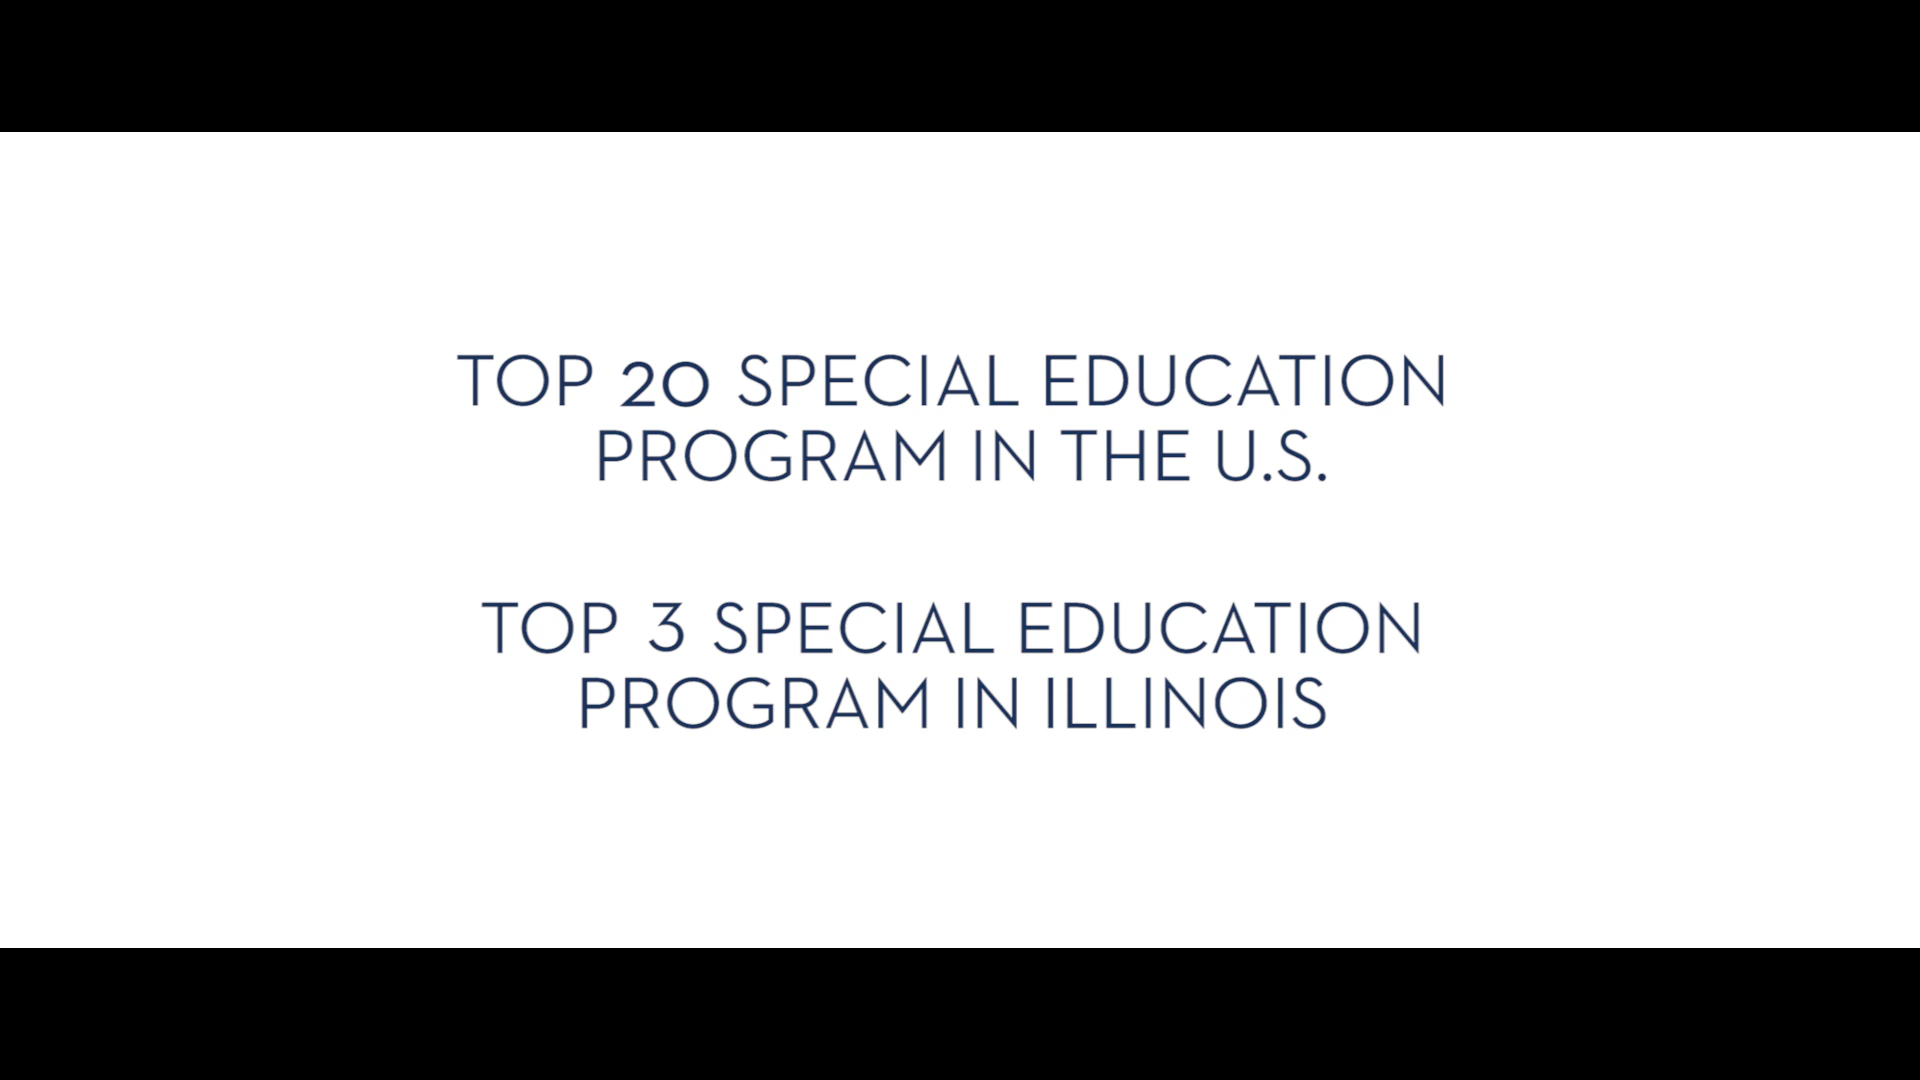 TOP 20 SPECIAL EDUCATION
PROGRAM IN THE U.S.
TOP 3 SPECIAL EDUCATION
PROGRAM IN ILLINOIS